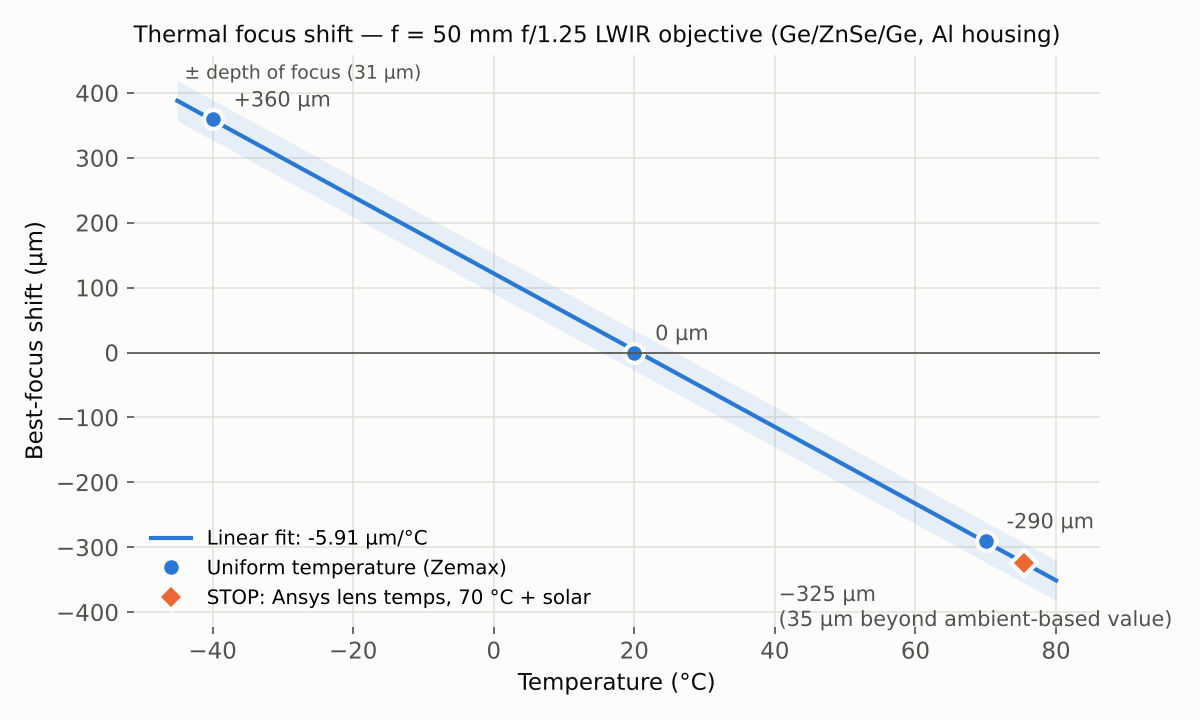 Thermal focus shift — f = 50 mm f/1.25 LWIR objective (Ge/ZnSe/Ge, Al housing)
± depth of focus (31 µm)
+360 µm
400
300
200
100
0
−100
−200
−300
−400
Best-focus shift (µm)
0 µm
-290 µm
−325 µm
(35 µm beyond ambient-based value)
Linear fit: -5.91 µm/°C
Uniform temperature (Zemax)
STOP: Ansys lens temps, 70 °C + solar
−40
−20
0
20
40
60
80
Temperature (°C)